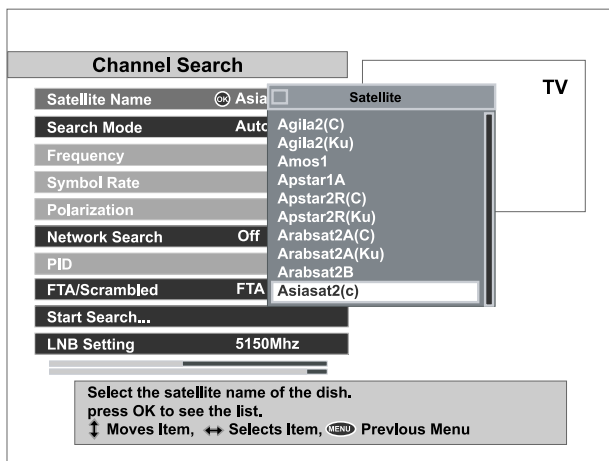 Channel Search
TV
Satellite Name OK Asia
Search Mode Auto
Frequency
Symbol Rate
Polarization
Network Search Off
PID
FTA/Scrambled FTA
Start Search...
LNB Setting 5150Mhz
Satellite
Agila2(C)
Agila2(Ku)
Amos1
Apstar1A
Apstar2R(C)
Apstar2R(Ku)
Arabsat2A(C)
Arabsat2A(Ku)
Arabsat2B
Asiasat2(c)
Select the satellite name of the dish.
press OK to see the list.
↕ Moves Item, ↔ Selects Item, MENU Prevlous Menu